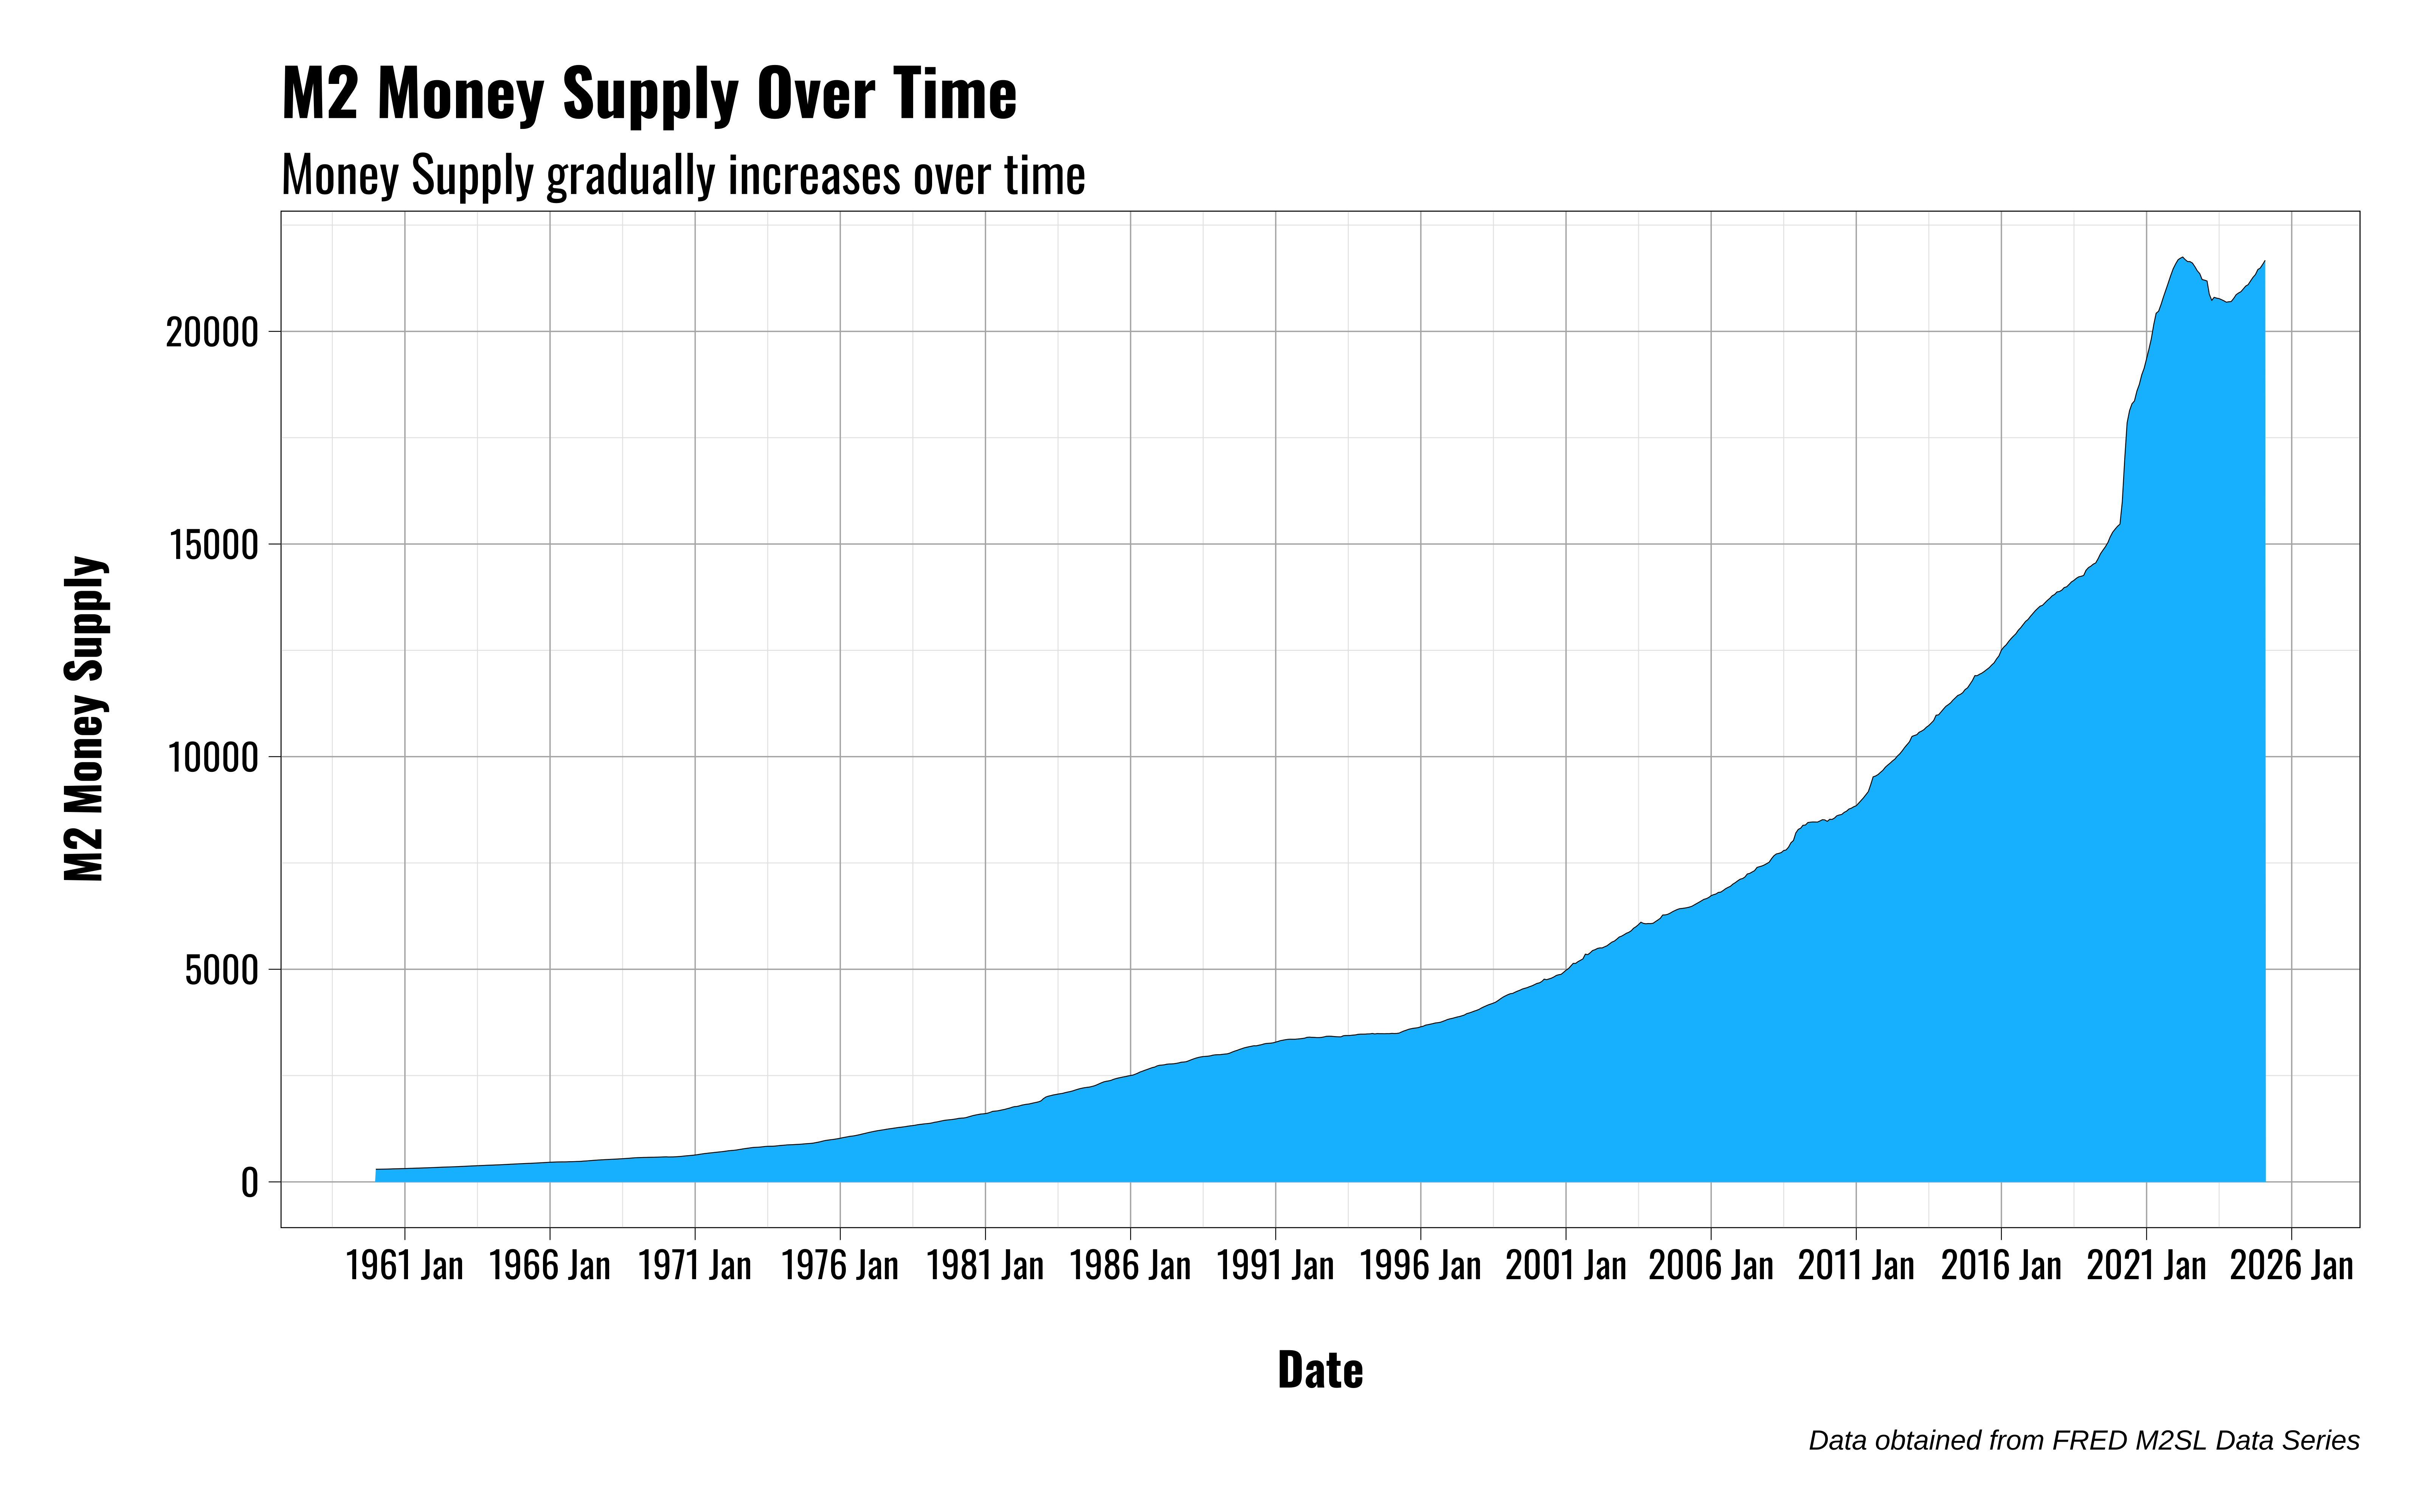 M2 Money Supply Over Time
Money Supply gradually increases over time
M2 Money Supply
20000
15000
10000
5000
0
1961 Jan 1966 Jan 1971 Jan 1976 Jan 1981 Jan 1986 Jan 1991 Jan 1996 Jan 2001 Jan 2006 Jan 2011 Jan 2016 Jan 2021 Jan 2026 Jan
Date
Data obtained from FRED M2SL Data Series